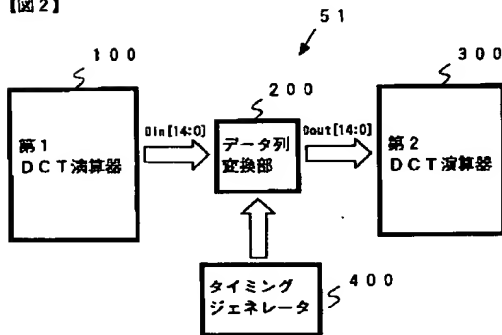 【図2】
51
100
200
300
第1
DCT演算器
Din[14:0]
データ列
変換部
Dout[14:0]
第2
DCT演算器
タイミング
ジェネレータ
400